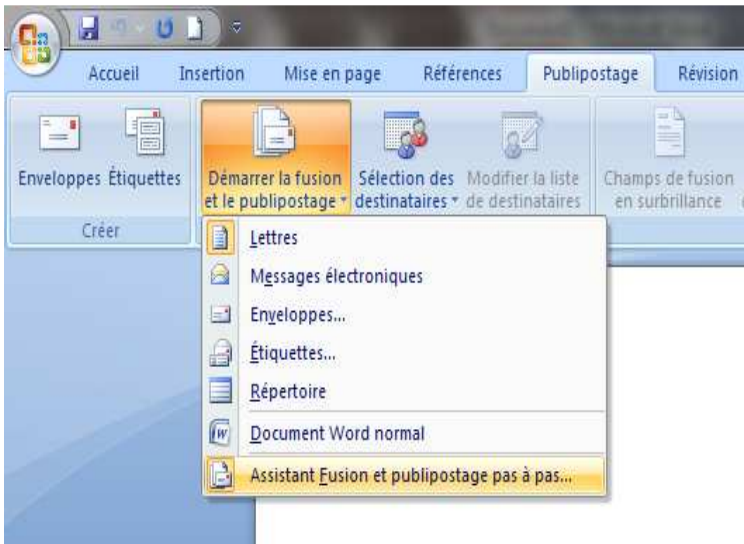 Accueil Insertion Mise en page Références Publipostage Révision
Enveloppes Étiquettes
Démarrer la fusion et le publipostage
Sélection des destinataires
Modifier la liste de destinataires
Champs de fusion en surbrillance
Créer
Lettres
Messages électroniques
Enveloppes...
Étiquettes...
Répertoire
Document Word normal
Assistant Fusion et publipostage pas à pas...